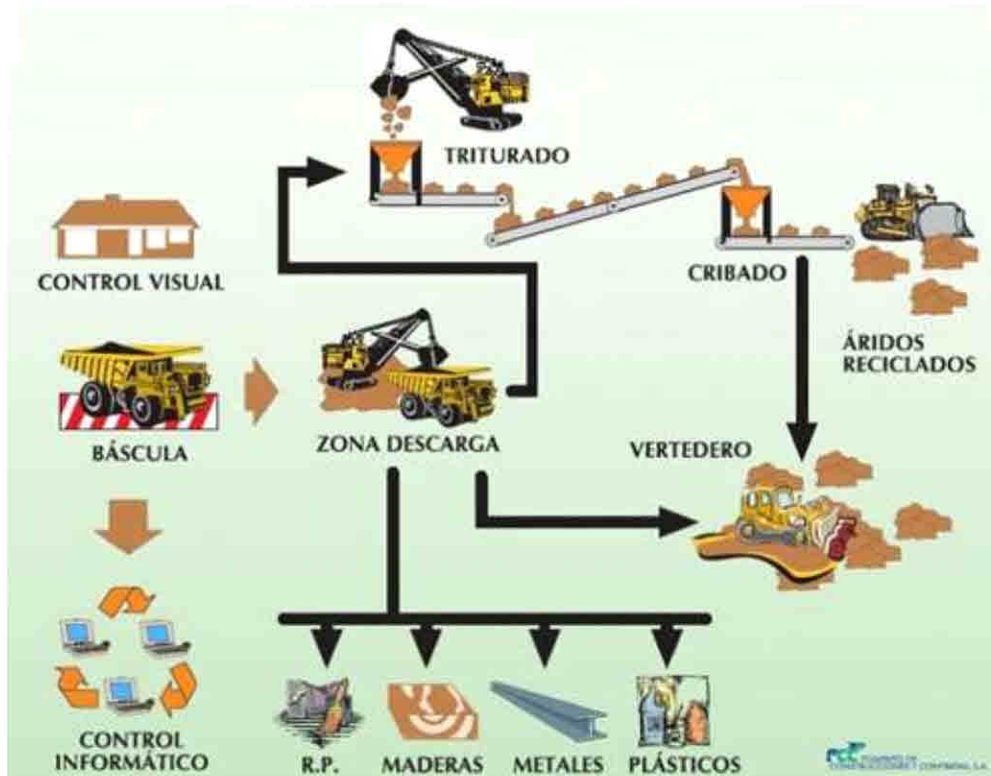 TRITURADO
CONTROL VISUAL
CRIBADO
ÁRIDOS
RECICLADOS
BÁSCULA
ZONA DESCARGA
VERTEDERO
CONTROL
INFORMÁTICO
R.P.
MADERAS
METALES
PLÁSTICOS